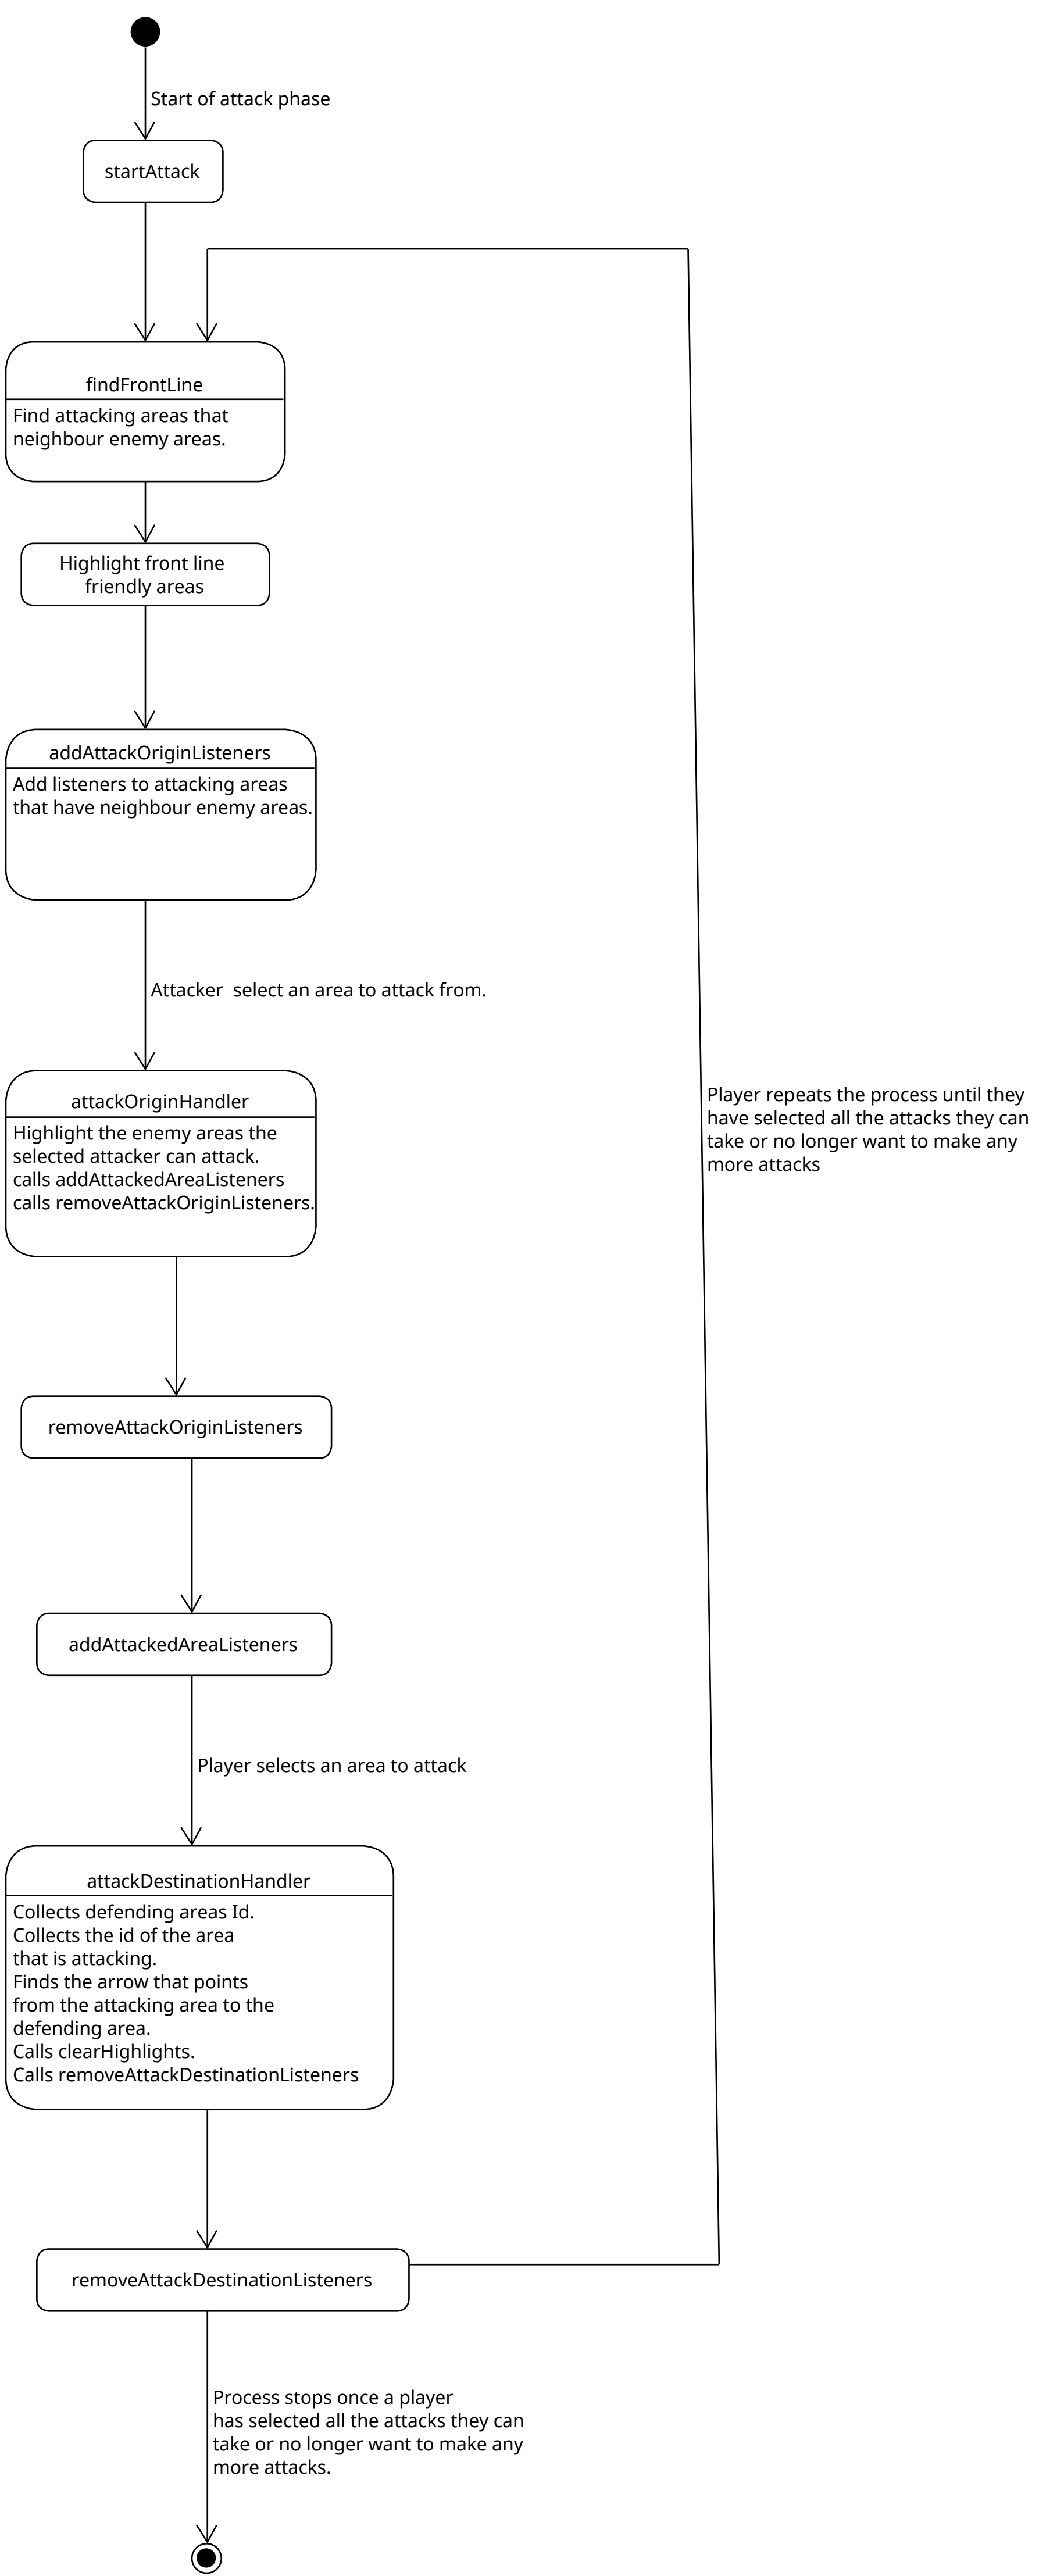 Start of attack phase
startAttack
findFrontLine
Find attacking areas that
neighbour enemy areas.
Highlight front line
friendly areas
addAttackOriginListeners
Add listeners to attacking areas
that have neighbour enemy areas.
Attacker  select an area to attack from.
attackOriginHandler
Highlight the enemy areas the
selected attacker can attack.
calls addAttackedAreaListeners
calls removeAttackOriginListeners.
Player repeats the process until they
have selected all the attacks they can
take or no longer want to make any
more attacks
removeAttackOriginListeners
addAttackedAreaListeners
Player selects an area to attack
attackDestinationHandler
Collects defending areas Id.
Collects the id of the area
that is attacking.
Finds the arrow that points
from the attacking area to the
defending area.
Calls clearHighlights.
Calls removeAttackDestinationListeners
removeAttackDestinationListeners
Process stops once a player
has selected all the attacks they can
take or no longer want to make any
more attacks.